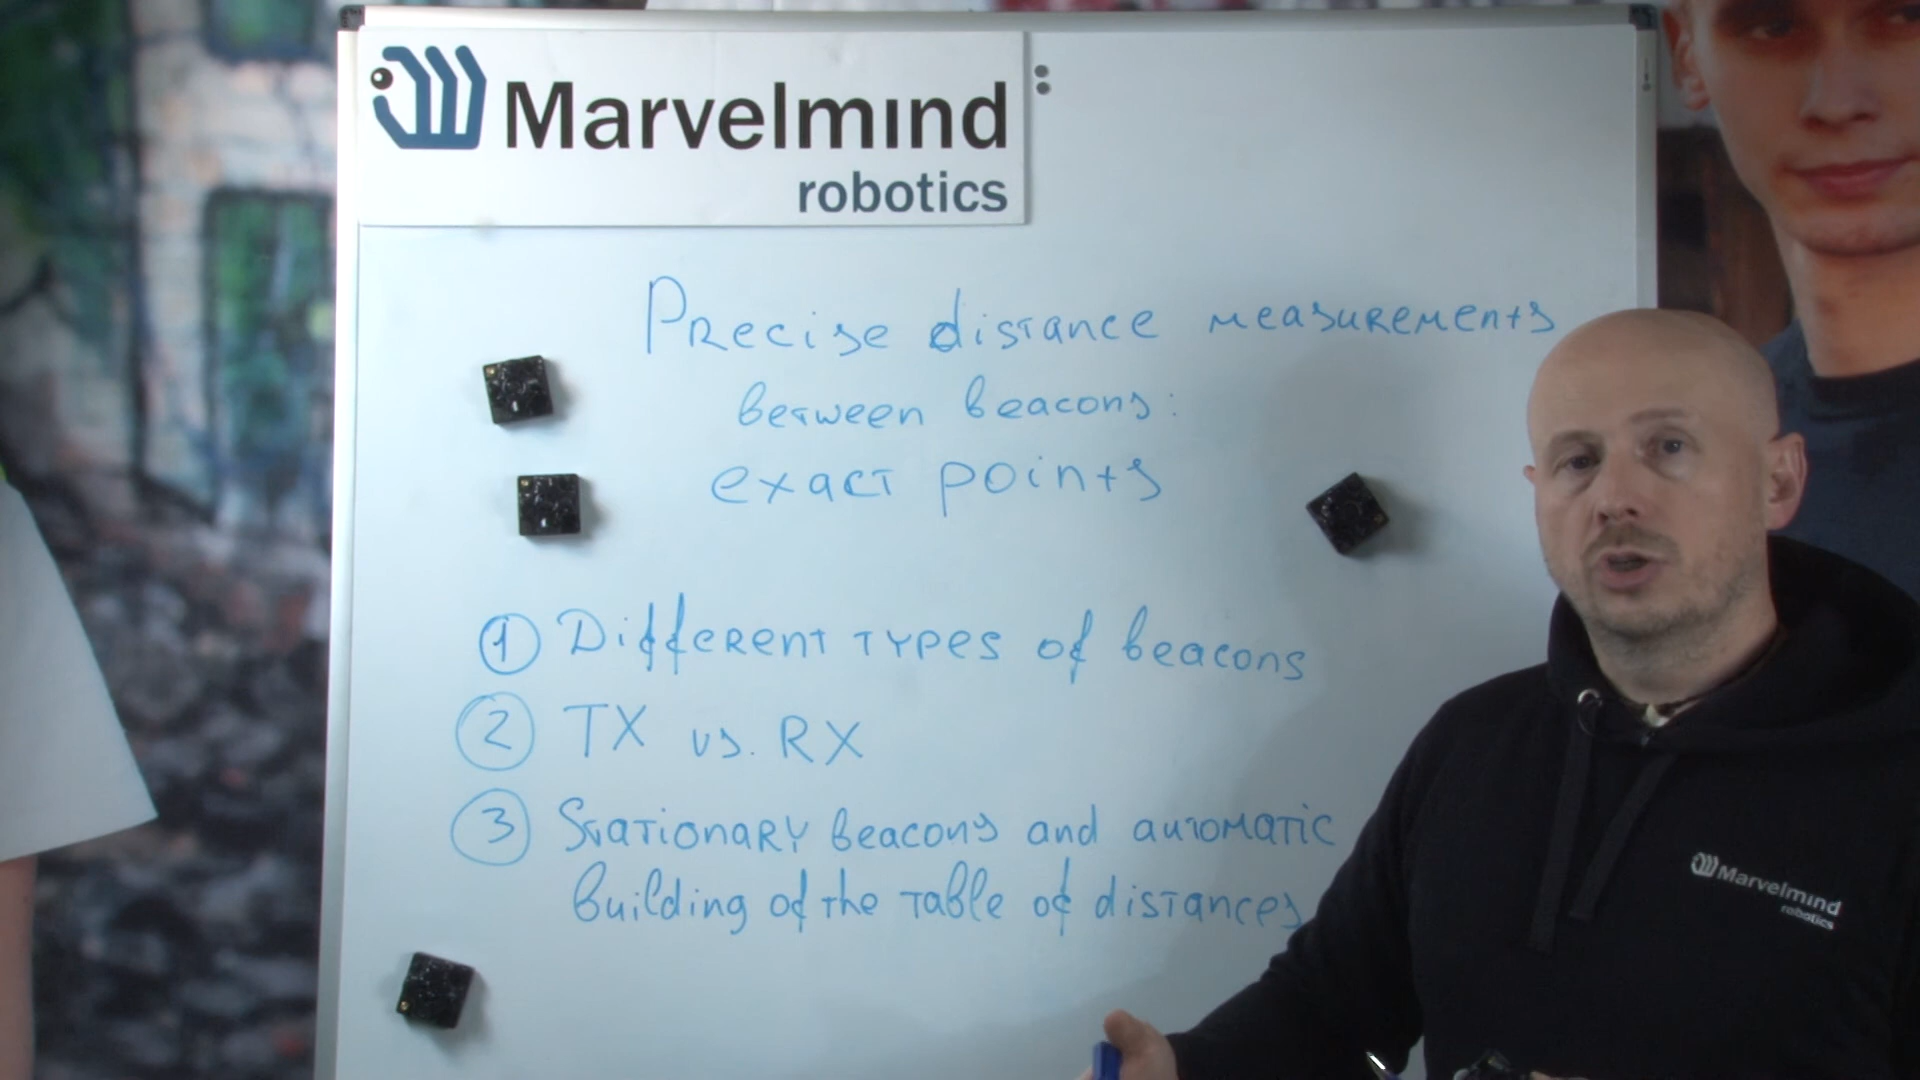 Marvelmind
robotics
Precise distance measurements
between beacons:
exact points
1 Different types of beacons
2 TX vs. RX
3 Stationary beacons and automatic
building of the table of distances
Marvelmind
robotics